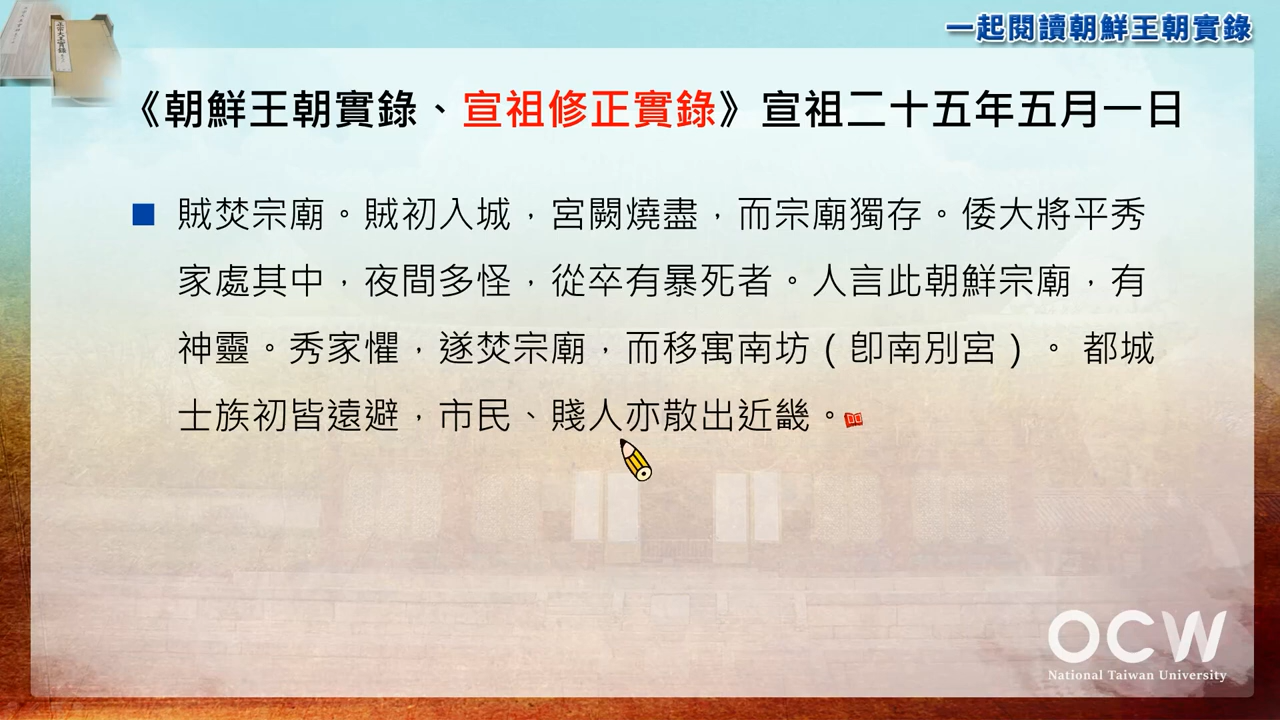 一起閱讀朝鮮王朝實錄
《朝鮮王朝實錄、宣祖修正實錄》宣祖二十五年五月一日
賊焚宗廟。賊初入城，宮闕燒盡，而宗廟獨存。倭大將平秀
家處其中，夜間多怪，從卒有暴死者。人言此朝鮮宗廟，有
神靈。秀家懼，遂焚宗廟，而移寓南坊（卽南別宮）。 都城
士族初皆遠避，市民、賤人亦散出近畿。
OCW
National Taiwan University